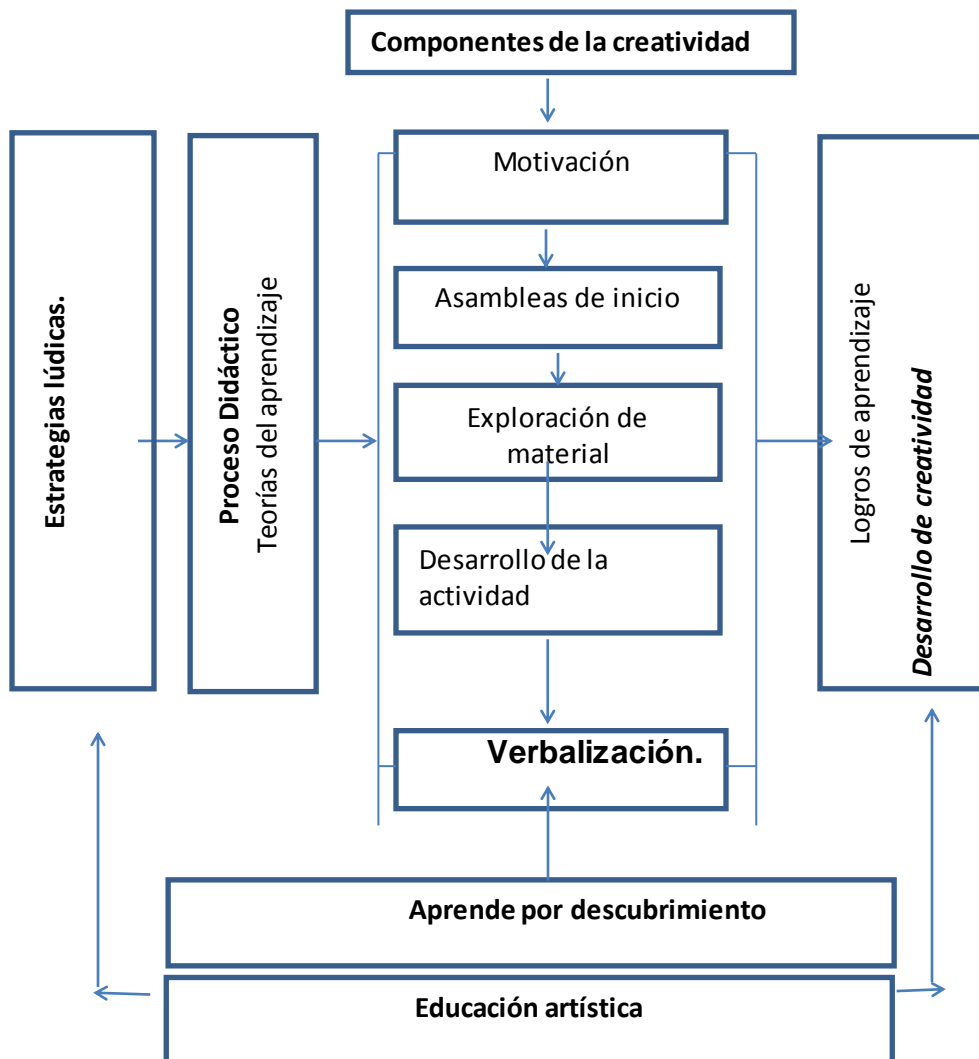 Componentes de la creatividad
Estrategias lúdicas.
Proceso Didáctico
Teorías del aprendizaje
Motivación
Asambleas de inicio
Exploración de
material
Desarrollo de la
actividad
Verbalización.
Logros de aprendizaje
Desarrollo de creatividad
Aprende por descubrimiento
Educación artística